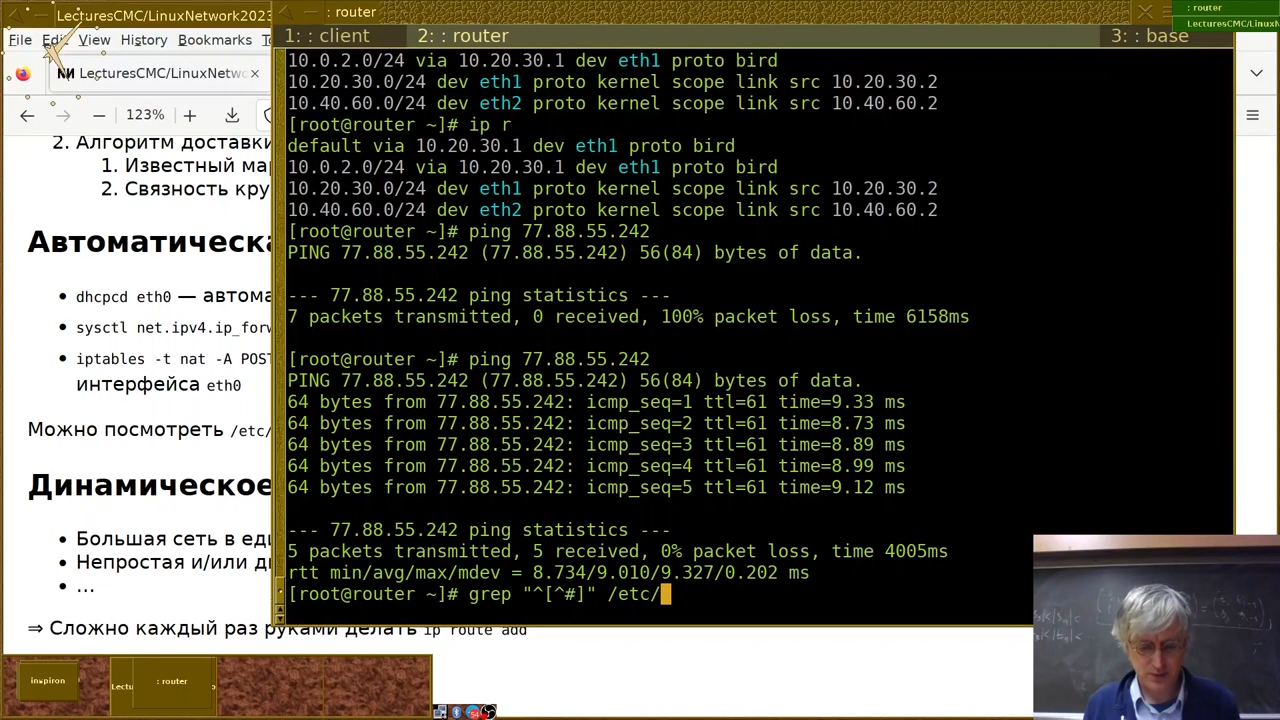 LecturesCMC/LinuxNetwork2023
: router
: router
LecturesCMC/LinuxN
File Edit View History Bookmarks
1: : client
2: : router
3: : base
LecturesCMC/LinuxNetwo
123%
2. Алгоритм доставки
1. Известный ма
2. Связность кру
Автоматическа
dhcpcd eth0 — автома
sysctl net.ipv4.ip_forw
iptables -t nat -A POST
интерфейса eth0
Можно посмотреть /etc/
Динамическое
Большая сеть в еди
Непростая и/или ди
...
⇒ Сложно каждый раз руками делать ip route add
10.0.2.0/24 via 10.20.30.1 dev eth1 proto bird
10.20.30.0/24 dev eth1 proto kernel scope link src 10.20.30.2
10.40.60.0/24 dev eth2 proto kernel scope link src 10.40.60.2
[root@router ~]# ip r
default via 10.20.30.1 dev eth1 proto bird
10.0.2.0/24 via 10.20.30.1 dev eth1 proto bird
10.20.30.0/24 dev eth1 proto kernel scope link src 10.20.30.2
10.40.60.0/24 dev eth2 proto kernel scope link src 10.40.60.2
[root@router ~]# ping 77.88.55.242
PING 77.88.55.242 (77.88.55.242) 56(84) bytes of data.
--- 77.88.55.242 ping statistics ---
7 packets transmitted, 0 received, 100% packet loss, time 6158ms
[root@router ~]# ping 77.88.55.242
PING 77.88.55.242 (77.88.55.242) 56(84) bytes of data.
64 bytes from 77.88.55.242: icmp_seq=1 ttl=61 time=9.33 ms
64 bytes from 77.88.55.242: icmp_seq=2 ttl=61 time=8.73 ms
64 bytes from 77.88.55.242: icmp_seq=3 ttl=61 time=8.89 ms
64 bytes from 77.88.55.242: icmp_seq=4 ttl=61 time=8.99 ms
64 bytes from 77.88.55.242: icmp_seq=5 ttl=61 time=9.12 ms
--- 77.88.55.242 ping statistics ---
5 packets transmitted, 5 received, 0% packet loss, time 4005ms
rtt min/avg/max/mdev = 8.734/9.010/9.327/0.202 ms
[root@router ~]# grep "^[^#]" /etc/
inspiron
Lectu
: router